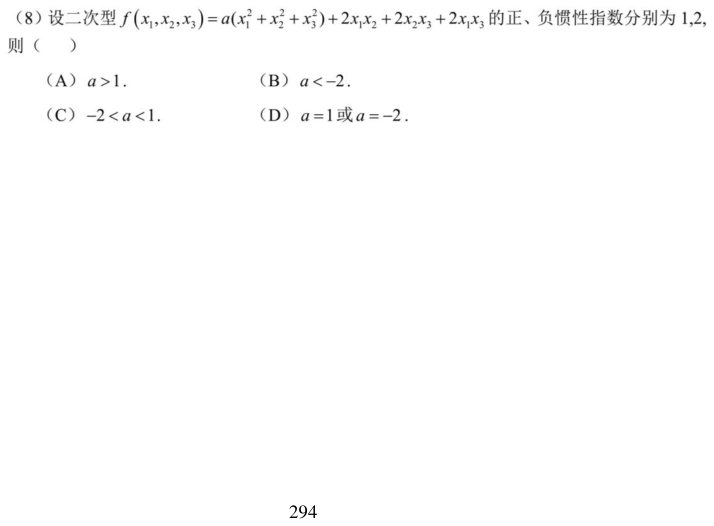 （8）设二次型 f(x₁,x₂,x₃)=a(x₁²+x₂²+x₃²)+2x₁x₂+2x₂x₃+2x₁x₃ 的正、负惯性指数分别为 1,2,
则（ ）
（A） a>1. （B） a<−2.
（C） −2<a<1. （D） a=1或a=−2.
294